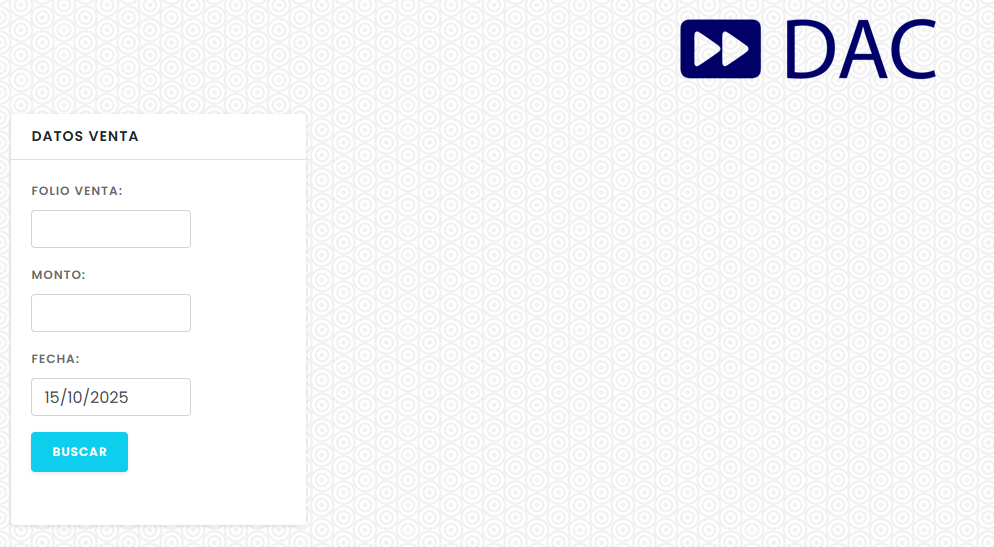 DAC
DATOS VENTA
FOLIO VENTA:
MONTO:
FECHA:
15/10/2025
BUSCAR